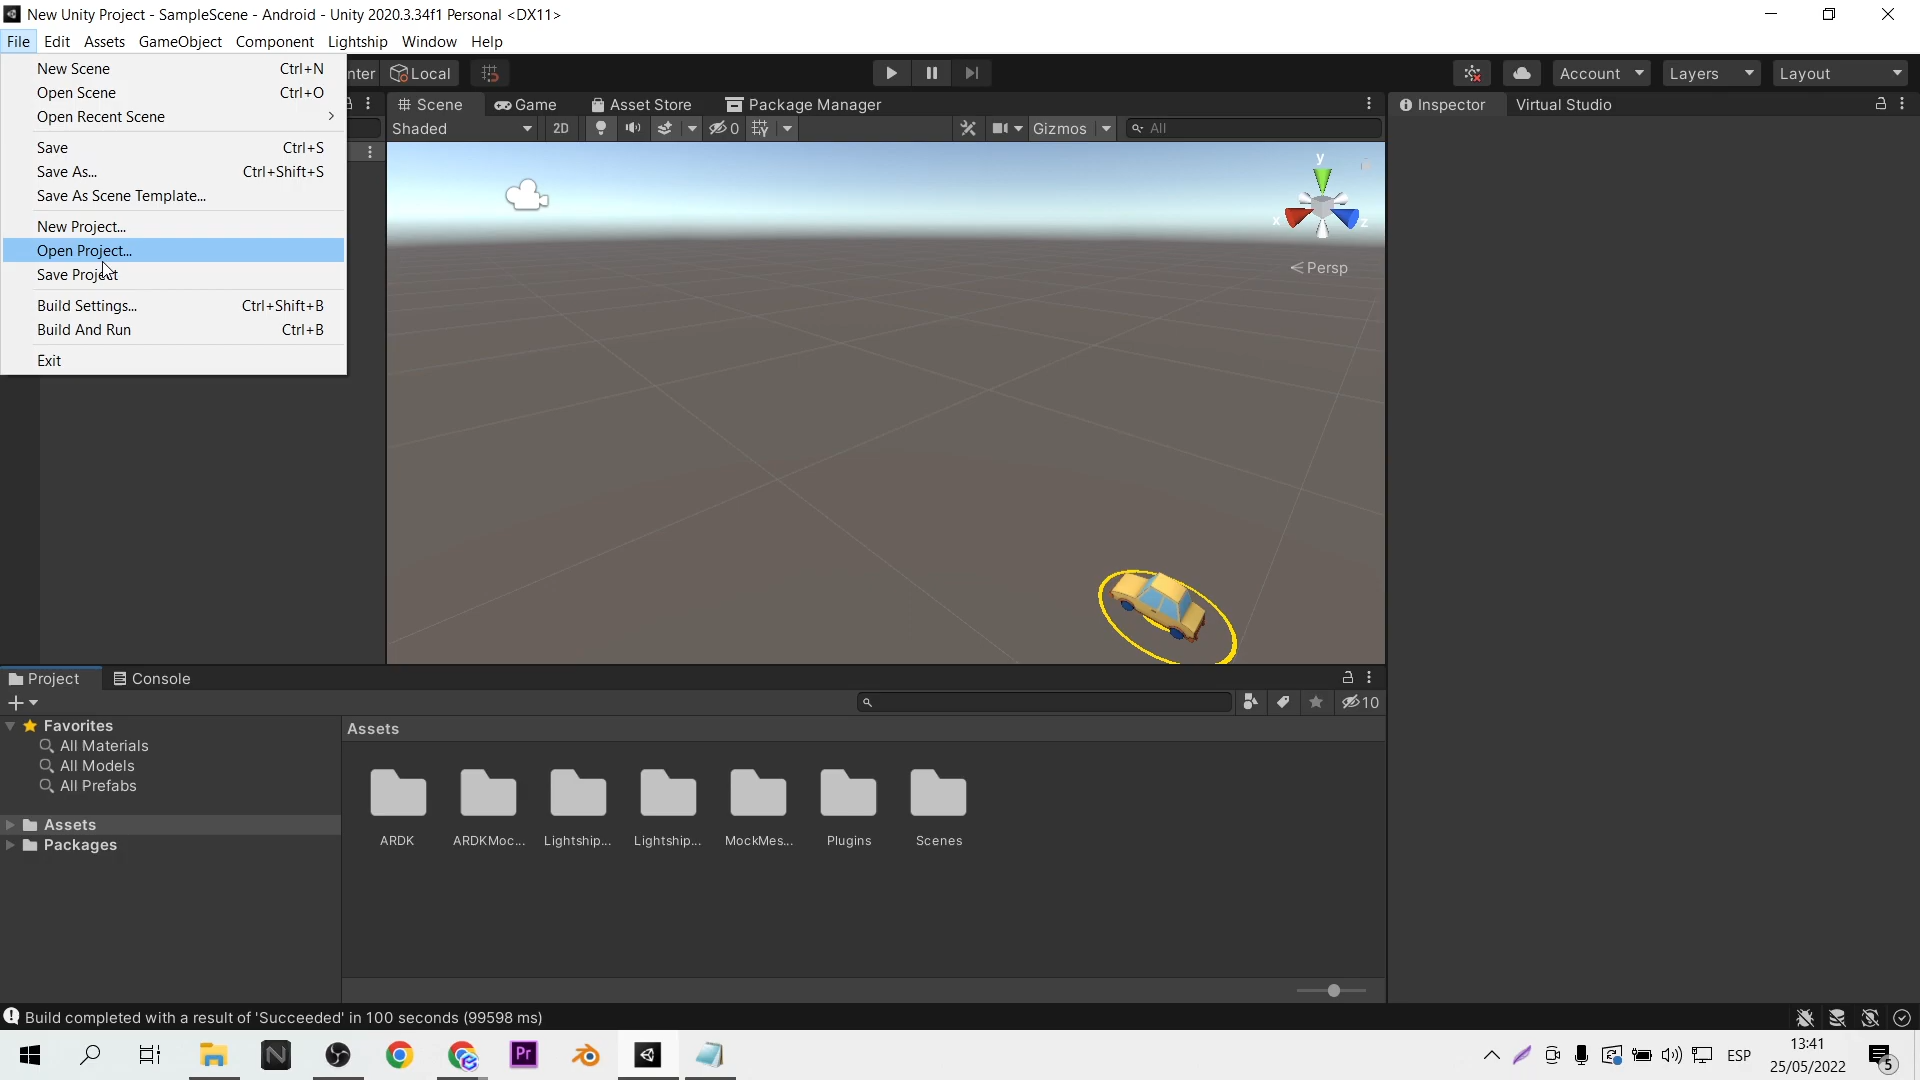 New Unity Project - SampleScene - Android - Unity 2020.3.34f1 Personal <DX11>
File Edit Assets GameObject Component Lightship Window Help
New Scene Ctrl+N
Open Scene Ctrl+O
Open Recent Scene
Save Ctrl+S
Save As... Ctrl+Shift+S
Save As Scene Template...
New Project...
Open Project...
Save Project
Build Settings... Ctrl+Shift+B
Build And Run Ctrl+B
Exit
nter Local Account Layers Layout
Scene Game Asset Store Package Manager
Shaded 2D 0 Gizmos All
y
x z
Persp
Inspector Virtual Studio
Project Console
10
Favorites
All Materials
All Models
All Prefabs
Assets
Packages
Assets
ARDK ARDKMoc... Lightship... Lightship... MockMes... Plugins Scenes
Build completed with a result of 'Succeeded' in 100 seconds (99598 ms)
Pr
N
ESP
13:41
25/05/2022
5